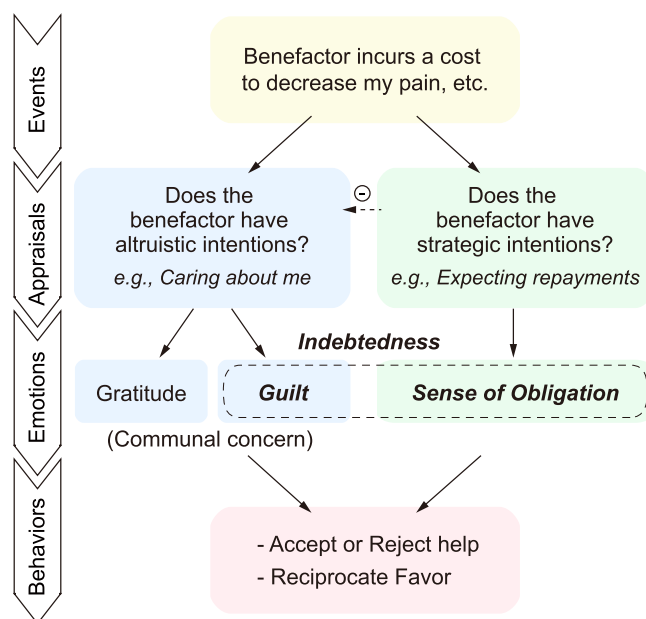 Events
Benefactor incurs a cost
to decrease my pain, etc.
Appraisals
Does the
benefactor have
altruistic intentions?
e.g., Caring about me
Does the
benefactor have
strategic intentions?
e.g., Expecting repayments
Emotions
Indebtedness
Gratitude
Guilt
Sense of Obligation
(Communal concern)
Behaviors
- Accept or Reject help
- Reciprocate Favor